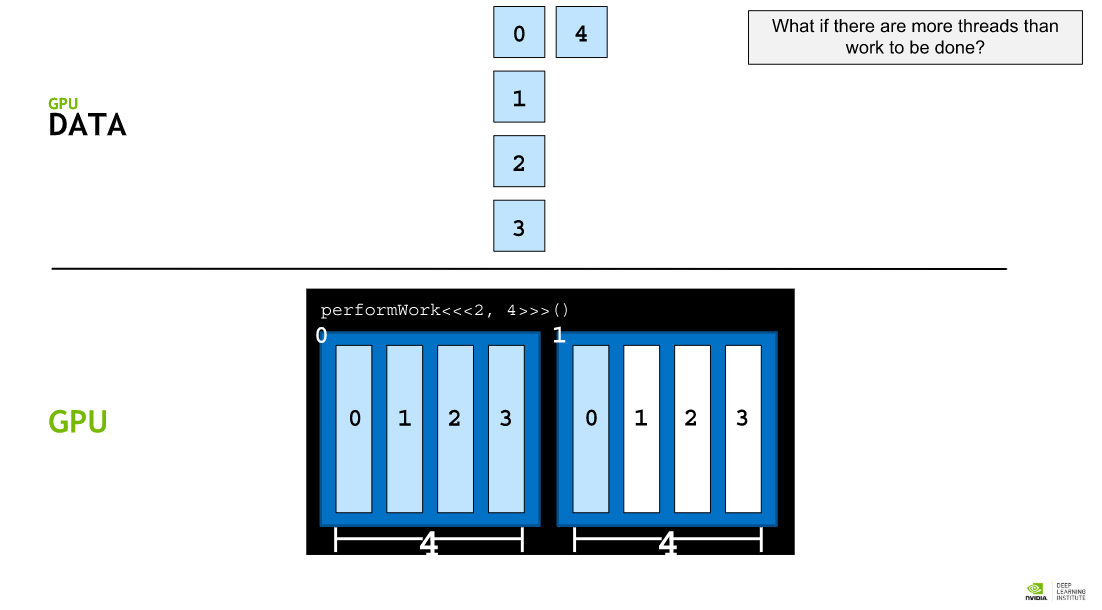 0 4
What if there are more threads than
work to be done?
1
GPU
DATA
2
3
performWork<<<2, 4>>>()
0 1
0 1 2 3 0 1 2 3
GPU
4 4
NVIDIA. DEEP
LEARNING
INSTITUTE